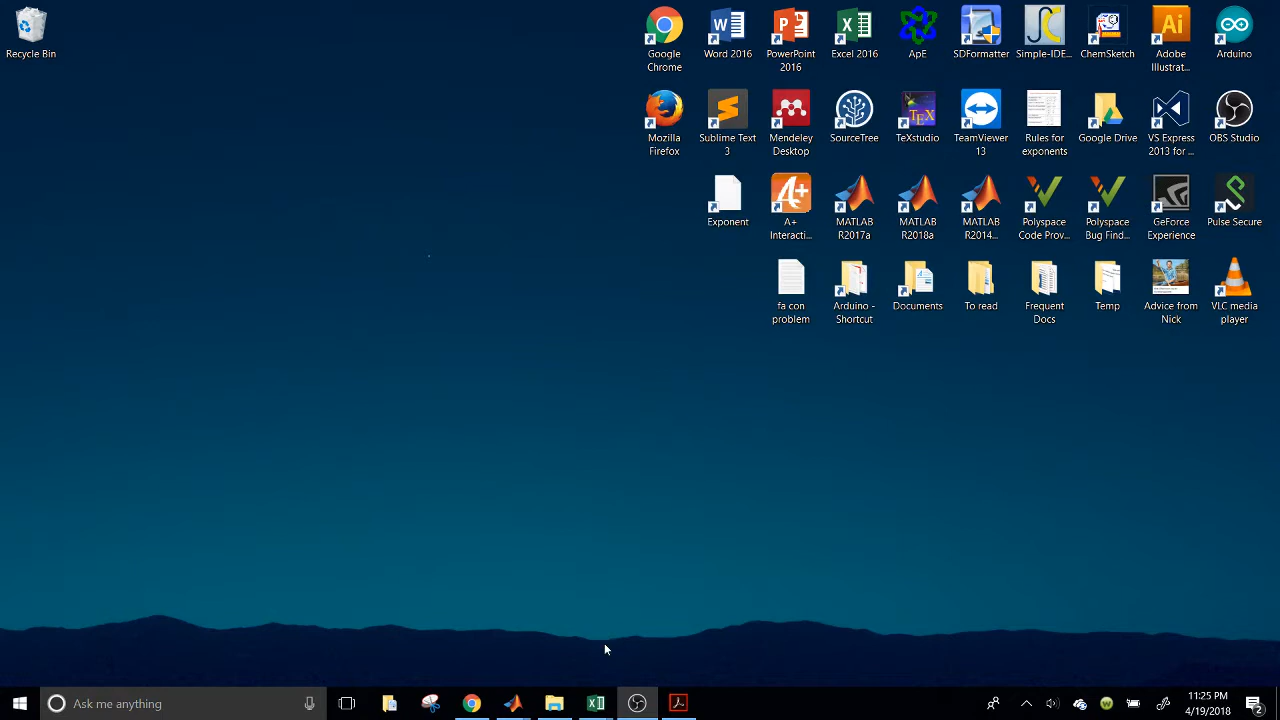 Recycle Bin
Google
Chrome
Word 2016
PowerPoint
2016
Excel 2016
ApE
SDFormatter
Simple-IDE...
ChemSketch
Adobe
Illustrat...
Arduino
Mozilla
Firefox
Sublime Text
3
Mendeley
Desktop
SourceTree
TeXstudio
TeamViewer
13
Rules for
exponents
Google Drive
VS Express
2013 for ...
OBS Studio
Exponent
A+
Interacti...
MATLAB
R2017a
MATLAB
R2018a
MATLAB
R2014...
Polyspace
Code Prov...
Polyspace
Bug Find...
GeForce
Experience
Pulse Secure
fa con
problem
Arduino -
Shortcut
Documents
To read
Frequent
Docs
Temp
Advice from
Nick
VLC media
player
Ask me anything
11:25 PM
4/19/2018